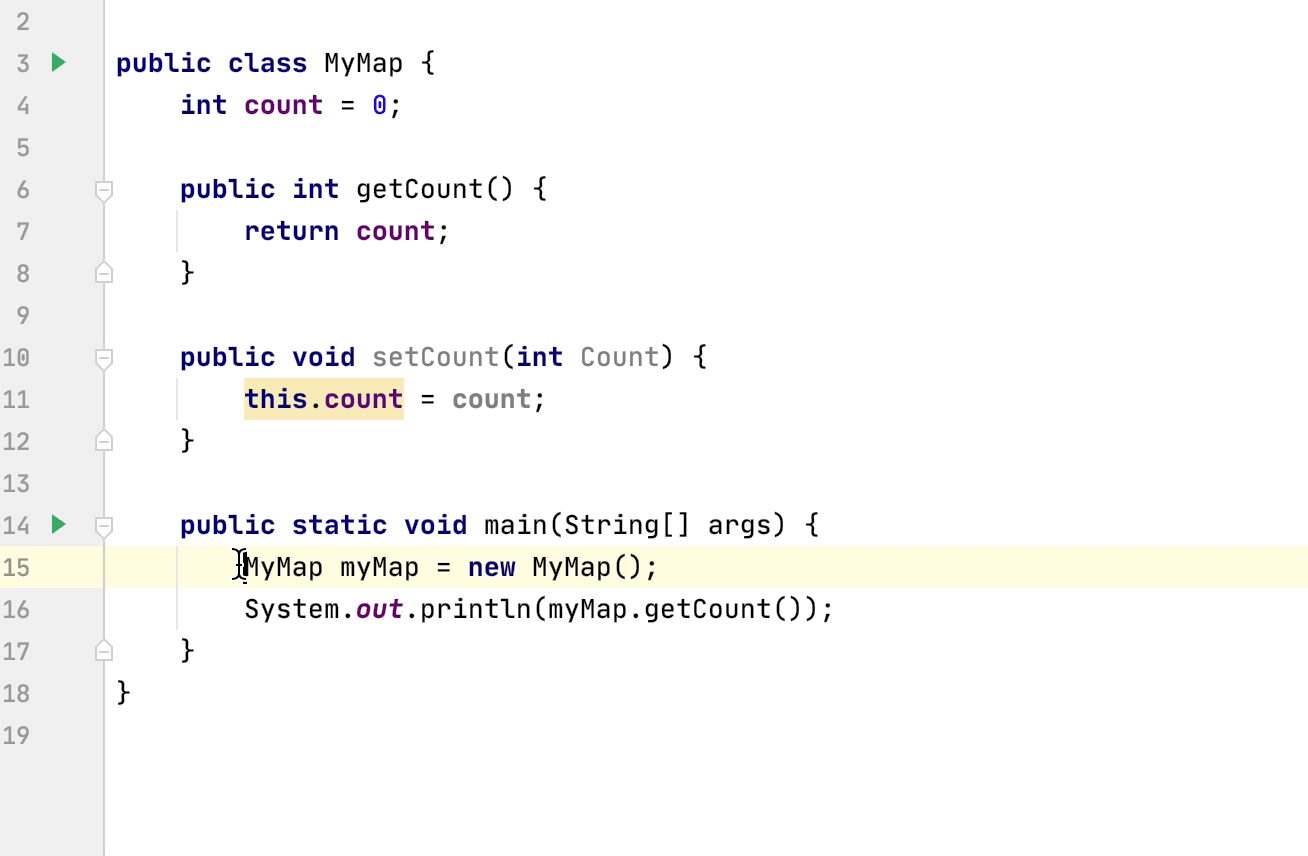 2
3 public class MyMap {
4 int count = 0;
5
6 public int getCount() {
7 return count;
8 }
9
10 public void setCount(int Count) {
11 this.count = count;
12 }
13
14 public static void main(String[] args) {
15 MyMap myMap = new MyMap();
16 System.out.println(myMap.getCount());
17 }
18 }
19